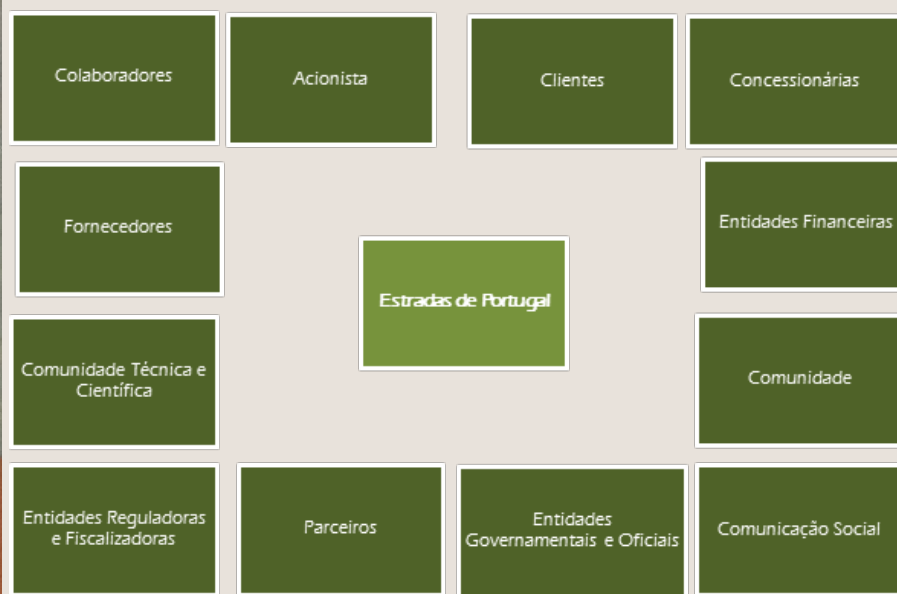 Colaboradores
Acionista
Clientes
Concessionárias
Fornecedores
Entidades Financeiras
Estradas de Portugal
Comunidade Técnica e
Científica
Comunidade
Entidades Reguladoras
e Fiscalizadoras
Parceiros
Entidades
Governamentais e Oficiais
Comunicação Social